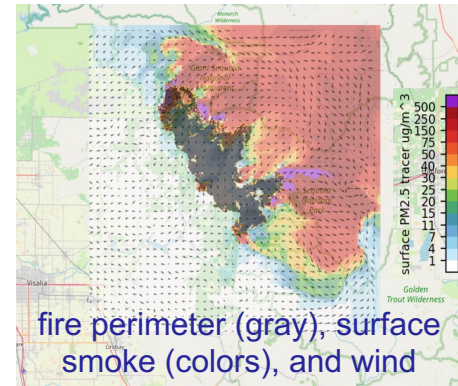 Monarch
Wilderness
Giant Sequoia
National
Monument
Sequoia
National
Park
surface PM2.5 tracer ug/m^3
500
250
150
75
50
40
30
25
20
15
11
7
4
1
Golden
Trout Wilderness
Visalia
Lindsay
fire perimeter (gray), surface
smoke (colors), and wind